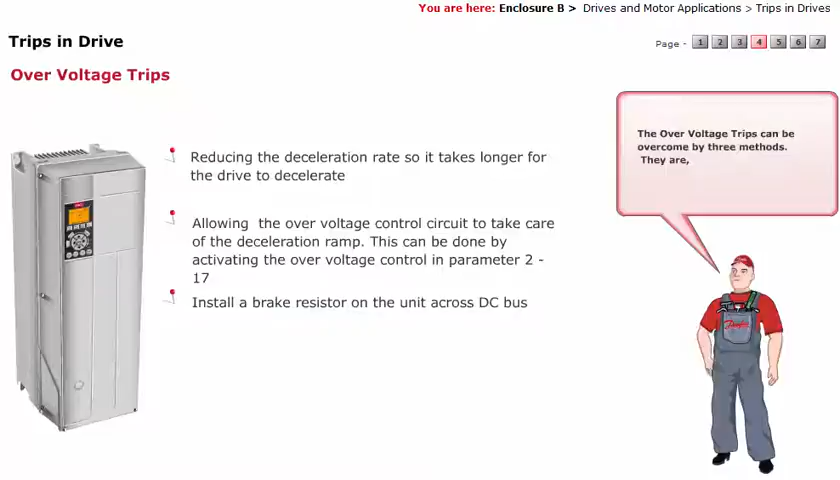 You are here: Enclosure B > Drives and Motor Applications > Trips in Drives
Trips in Drive
Page - 1 2 3 4 5 6 7
Over Voltage Trips
The Over Voltage Trips can be
overcome by three methods.
They are,
Reducing the deceleration rate so it takes longer for
the drive to decelerate
Allowing the over voltage control circuit to take care
of the deceleration ramp. This can be done by
activating the over voltage control in parameter 2 -
17
Install a brake resistor on the unit across DC bus
Danfoss